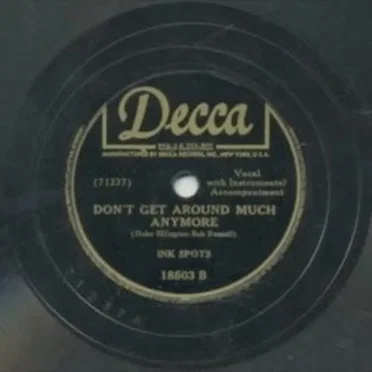 Decca
MANUFACTURED BY DECCA RECORDS, INC., NEW YORK, U.S.A.
(71237)
Vocal
with Instrumental
Accompaniment
DON'T GET AROUND MUCH
ANYMORE
(Duke Ellington-Bob Russell)
INK SPOTS
18503 B
71237A